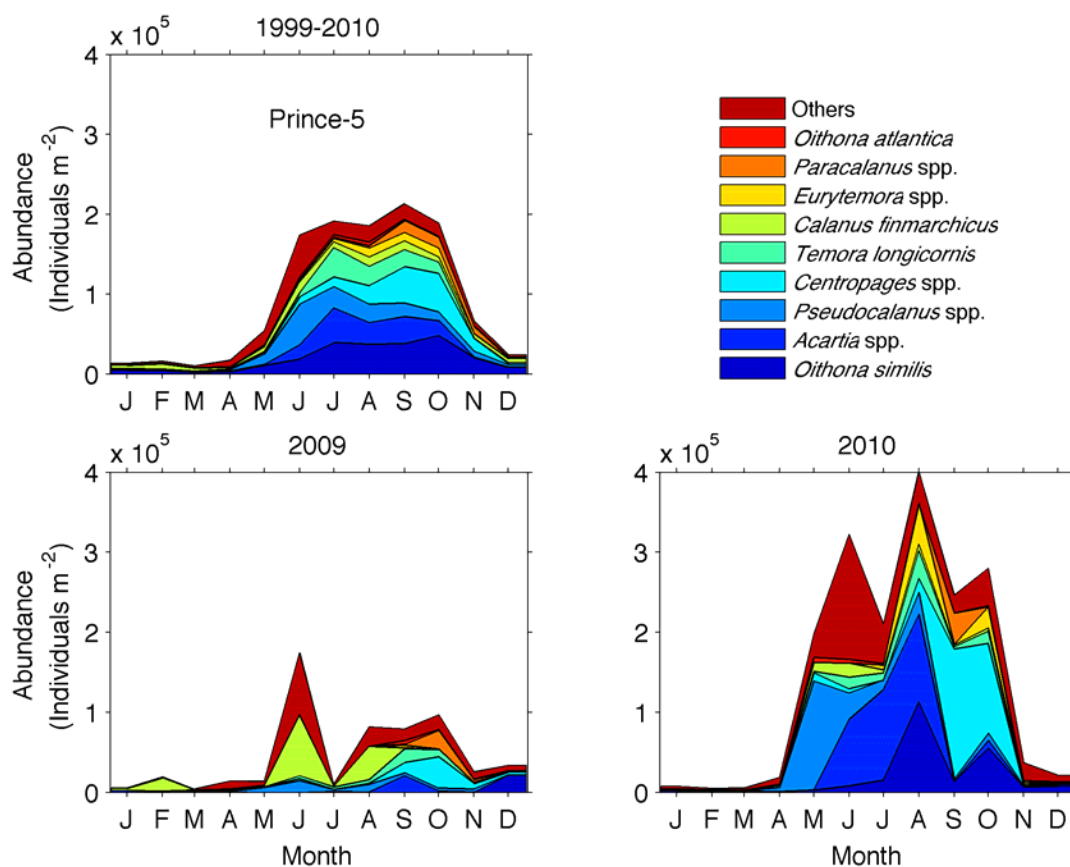 x 10^5
1999-2010
4
3
2
1
0
Prince-5
Abundance
(Individuals m^-2)
J F M A M J J A S O N D
Others
Oithona atlantica
Paracalanus spp.
Eurytemora spp.
Calanus finmarchicus
Temora longicornis
Centropages spp.
Pseudocalanus spp.
Acartia spp.
Oithona similis
x 10^5
2009
4
3
2
1
0
Abundance
(Individuals m^-2)
J F M A M J J A S O N D
Month
x 10^5
2010
4
3
2
1
0
J F M A M J J A S O N D
Month